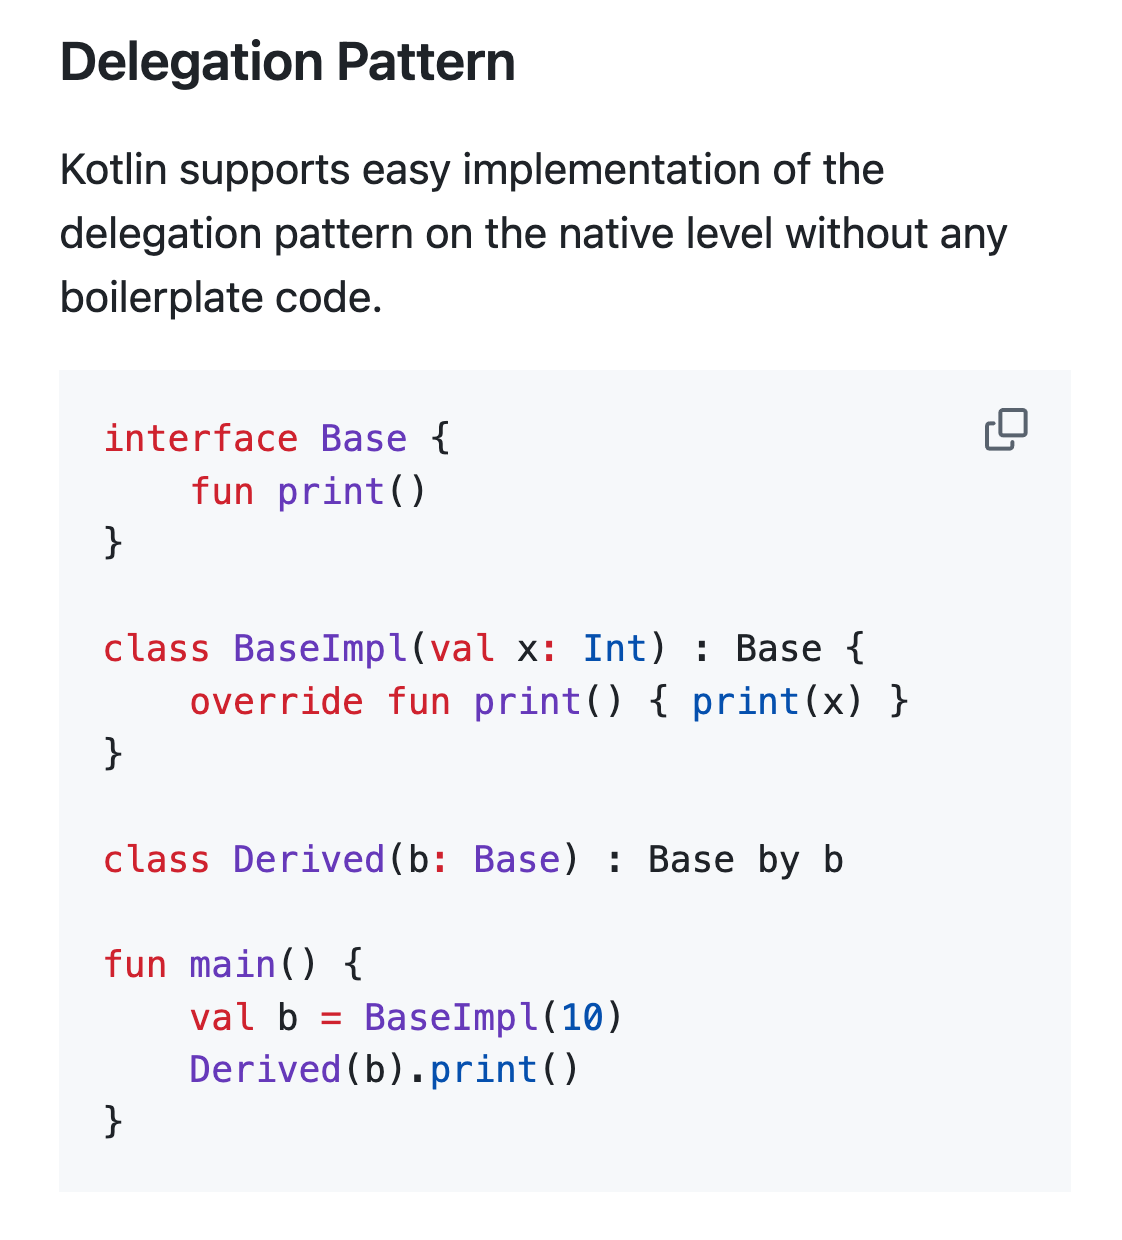 Delegation Pattern
Kotlin supports easy implementation of the
delegation pattern on the native level without any
boilerplate code.
interface Base {
    fun print()
}
class BaseImpl(val x: Int) : Base {
    override fun print() { print(x) }
}
class Derived(b: Base) : Base by b
fun main() {
    val b = BaseImpl(10)
    Derived(b).print()
}